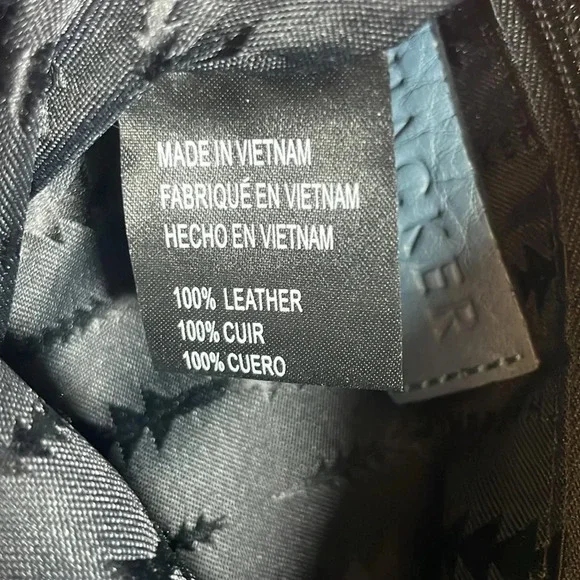 MADE IN VIETNAM
FABRIQUÉ EN VIETNAM
HECHO EN VIETNAM
100% LEATHER
100% CUIR
100% CUERO